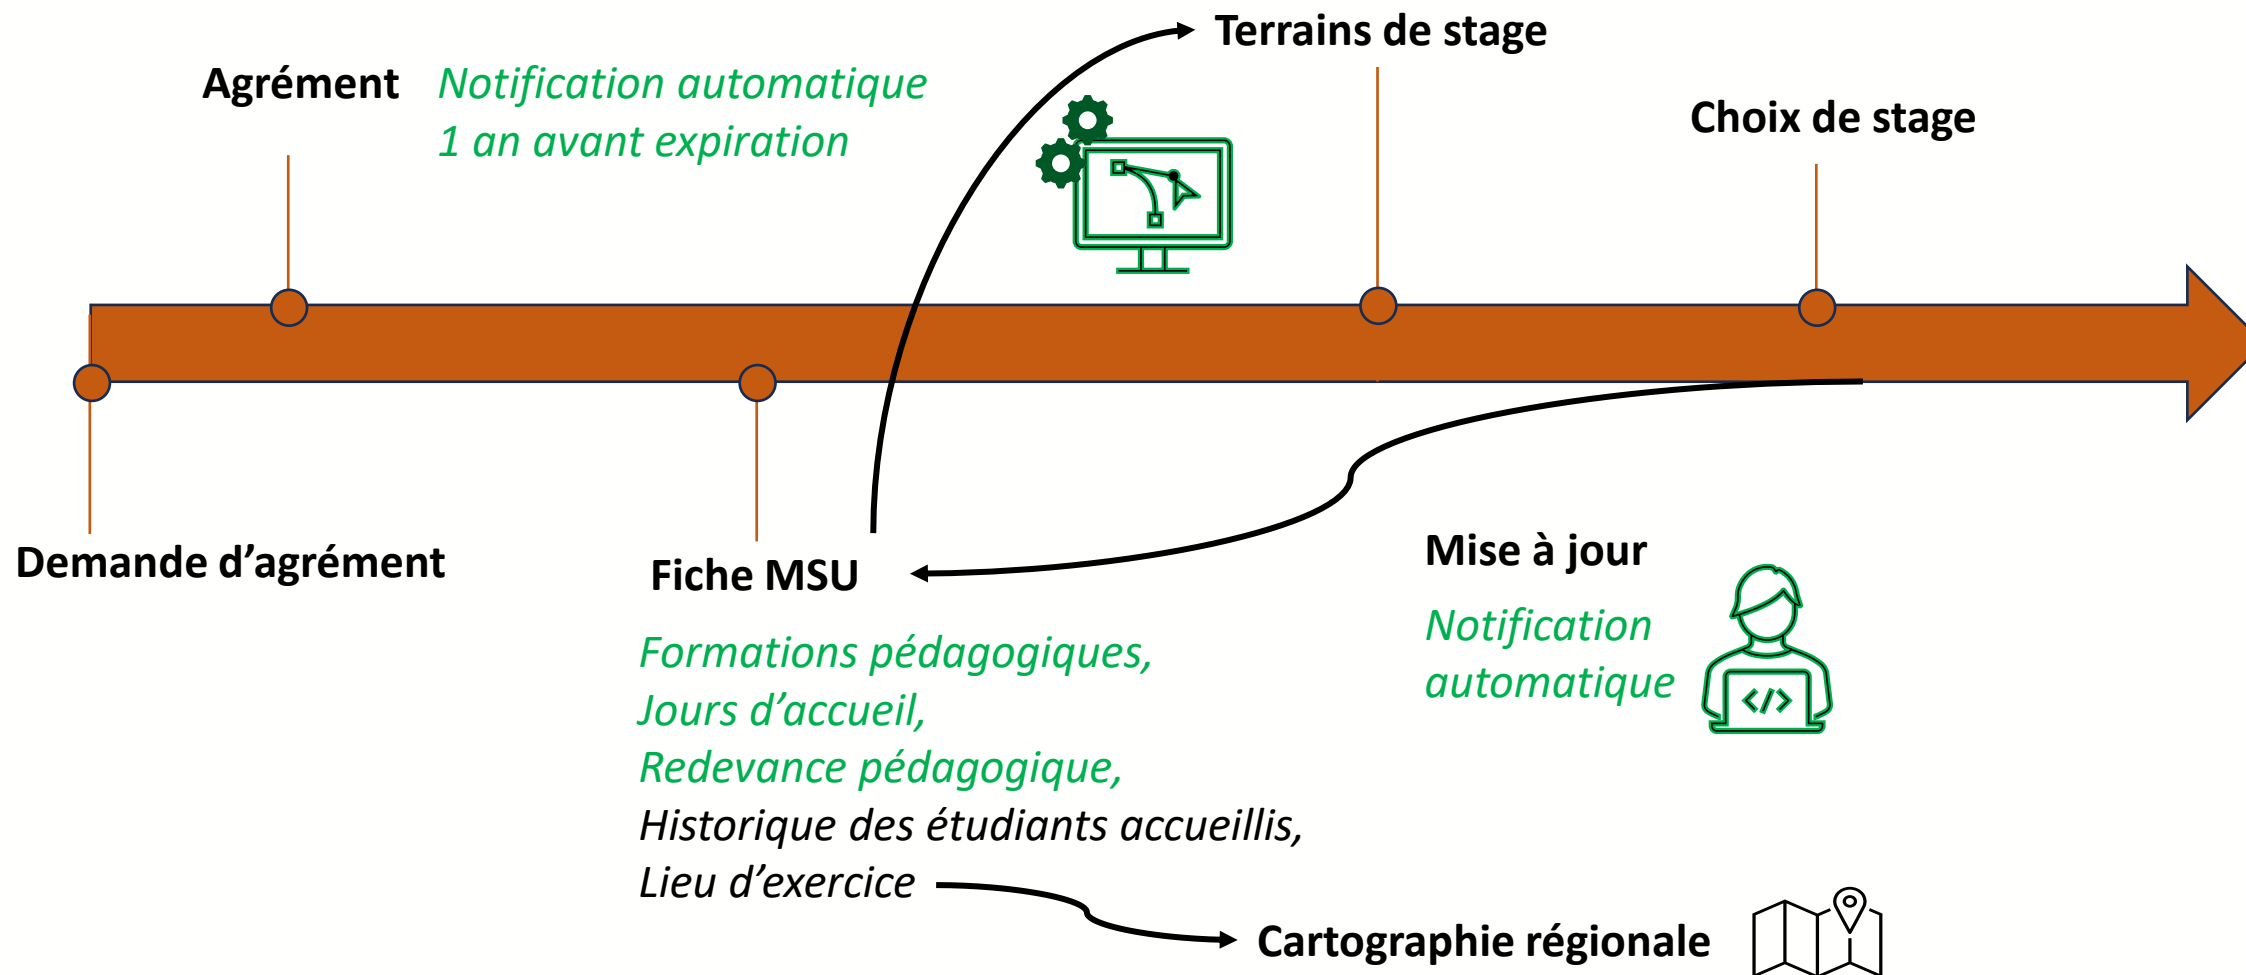 Terrains de stage
Agrément
Notification automatique
1 an avant expiration
Choix de stage
Demande d’agrément
Fiche MSU
Formations pédagogiques,
Jours d’accueil,
Redevance pédagogique,
Historique des étudiants accueillis,
Lieu d’exercice
Mise à jour
Notification
automatique
</>
Cartographie régionale